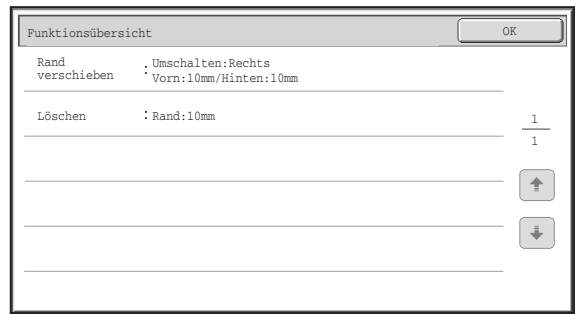 Funktionsübersicht
OK
Rand
verschieben
: Umschalten:Rechts
Vorn:10mm/Hinten:10mm
Löschen
: Rand:10mm
1
1